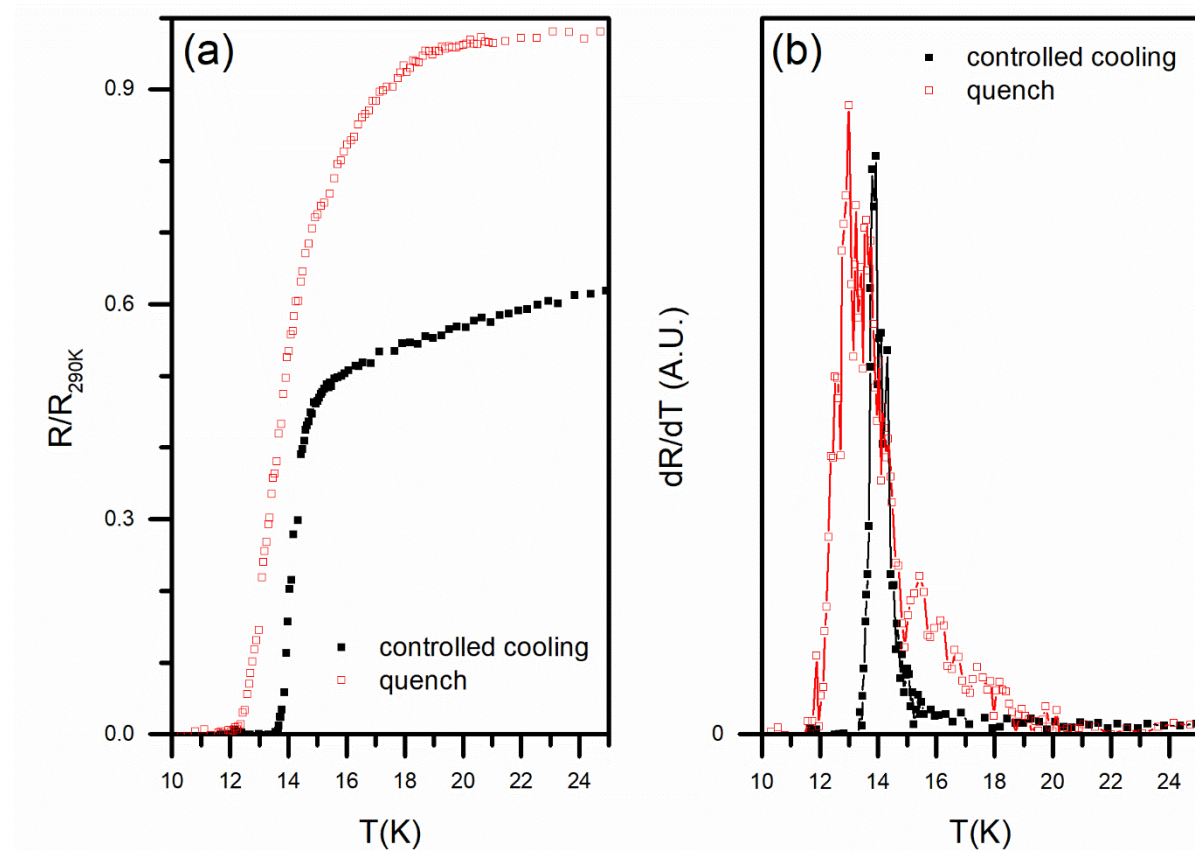 (a)
0.9
0.6
0.3
0.0
R/R290K
controlled cooling
quench
10 12 14 16 18 20 22 24
T(K)
(b)
controlled cooling
quench
dR/dT (A.U.)
0
10 12 14 16 18 20 22 24
T(K)